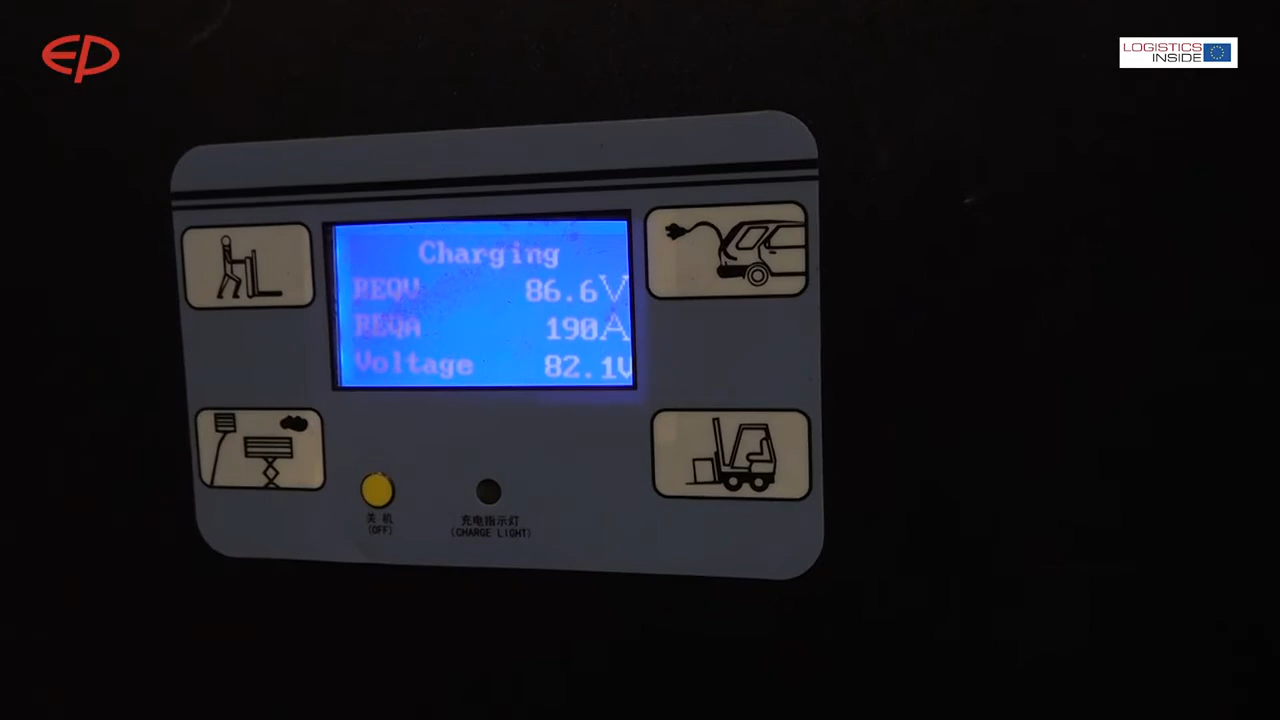 EP
LOGISTICS
INSIDE
Charging
REQV 86.6V
REQA 190A
Voltage 82.1V
关 机
(OFF)
充电指示灯
(CHARGE LIGHT)